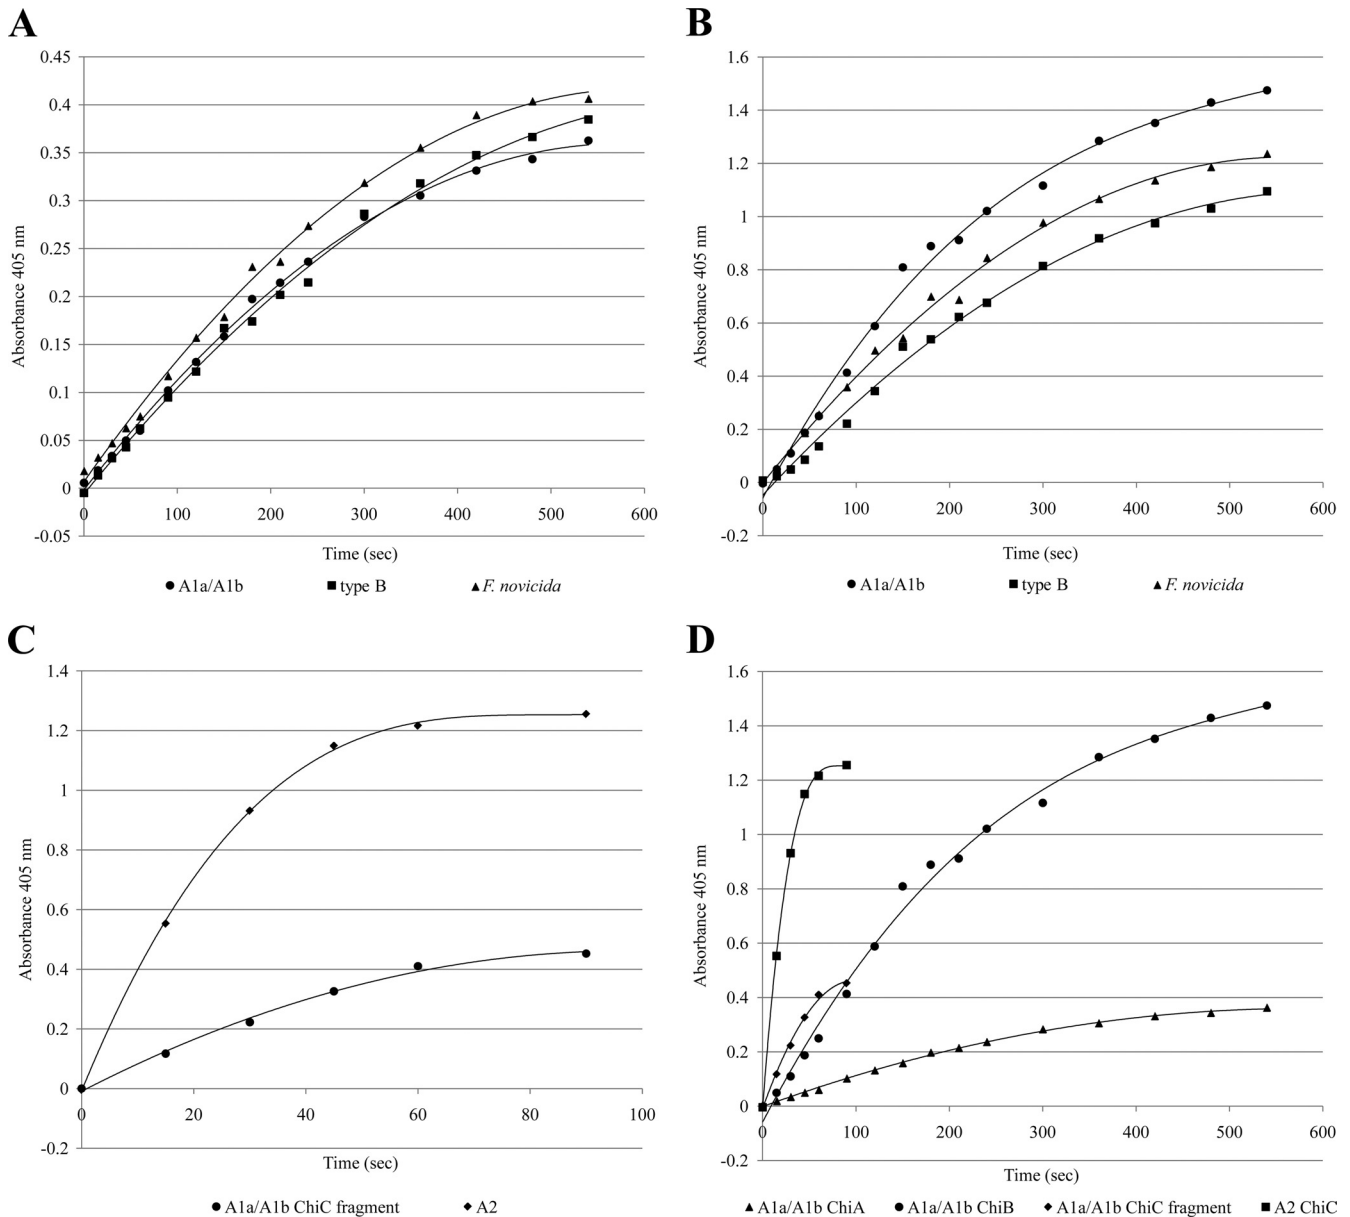 A
0.45
0.4
0.35
0.3
0.25
0.2
0.15
0.1
0.05
0
-0.05
Absorbance 405 nm
0 100 200 300 400 500 600
Time (sec)
A1a/A1b type B F. novicida
B
1.6
1.4
1.2
1
0.8
0.6
0.4
0.2
0
-0.2
Absorbance 405 nm
0 100 200 300 400 500 600
Time (sec)
A1a/A1b type B F. novicida
C
1.4
1.2
1
0.8
0.6
0.4
0.2
0
-0.2
Absorbance 405 nm
0 20 40 60 80 100
Time (sec)
A1a/A1b ChiC fragment A2
D
1.6
1.4
1.2
1
0.8
0.6
0.4
0.2
0
-0.2
Absorbance 405 nm
0 100 200 300 400 500 600
Time (sec)
A1a/A1b ChiA A1a/A1b ChiB A1a/A1b ChiC fragment A2 ChiC